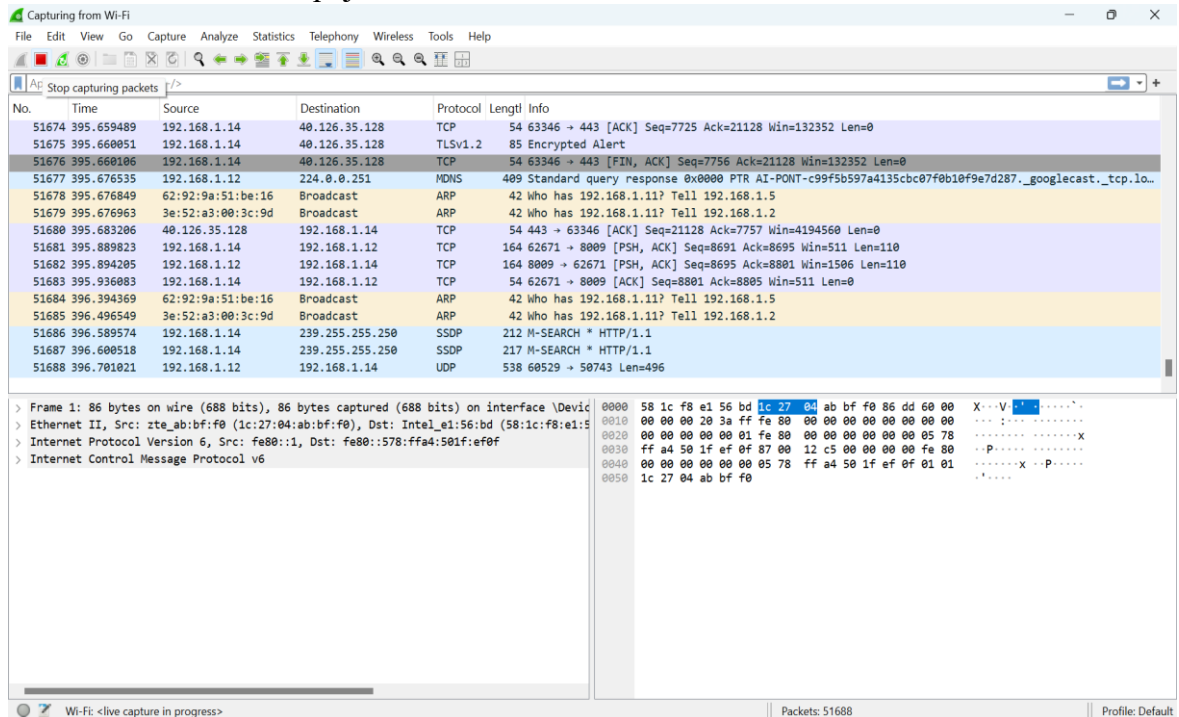 Capturing from Wi-Fi
File Edit View Go Capture Analyze Statistics Telephony Wireless Tools Help
Ap Stop capturing packets r-/>
No. Time Source Destination Protocol Lengtl Info
51674 395.659489 192.168.1.14 40.126.35.128 TCP 54 63346 → 443 [ACK] Seq=7725 Ack=21128 Win=132352 Len=0
51675 395.660051 192.168.1.14 40.126.35.128 TLSv1.2 85 Encrypted Alert
51676 395.660106 192.168.1.14 40.126.35.128 TCP 54 63346 → 443 [FIN, ACK] Seq=7756 Ack=21128 Win=132352 Len=0
51677 395.676535 192.168.1.12 224.0.0.251 MDNS 409 Standard query response 0x0000 PTR AI-PONT-c99f5b597a4135cbc07f0b10f9e7d287._googlecast._tcp.lo…
51678 395.676849 62:92:9a:51:be:16 Broadcast ARP 42 Who has 192.168.1.11? Tell 192.168.1.5
51679 395.676963 3e:52:a3:00:3c:9d Broadcast ARP 42 Who has 192.168.1.11? Tell 192.168.1.2
51680 395.683206 40.126.35.128 192.168.1.14 TCP 54 443 → 63346 [ACK] Seq=21128 Ack=7757 Win=4194560 Len=0
51681 395.889823 192.168.1.14 192.168.1.12 TCP 164 62671 → 8009 [PSH, ACK] Seq=8691 Ack=8695 Win=511 Len=110
51682 395.894205 192.168.1.12 192.168.1.14 TCP 164 8009 → 62671 [PSH, ACK] Seq=8695 Ack=8801 Win=1506 Len=110
51683 395.936083 192.168.1.14 192.168.1.12 TCP 54 62671 → 8009 [ACK] Seq=8801 Ack=8805 Win=511 Len=0
51684 396.394369 62:92:9a:51:be:16 Broadcast ARP 42 Who has 192.168.1.11? Tell 192.168.1.5
51685 396.496549 3e:52:a3:00:3c:9d Broadcast ARP 42 Who has 192.168.1.11? Tell 192.168.1.2
51686 396.589574 192.168.1.14 239.255.255.250 SSDP 212 M-SEARCH * HTTP/1.1
51687 396.600518 192.168.1.14 239.255.255.250 SSDP 217 M-SEARCH * HTTP/1.1
51688 396.701021 192.168.1.12 192.168.1.14 UDP 538 60529 → 50743 Len=496
> Frame 1: 86 bytes on wire (688 bits), 86 bytes captured (688 bits) on interface \Devic
> Ethernet II, Src: zte_ab:bf:f0 (1c:27:04:ab:bf:f0), Dst: Intel_e1:56:bd (58:1c:f8:e1:5
> Internet Protocol Version 6, Src: fe80::1, Dst: fe80::578:ffa4:501f:ef0f
> Internet Control Message Protocol v6
0000 58 1c f8 e1 56 bd 1c 27 04 ab bf f0 86 dd 60 00 X···V··'······`·
0010 00 00 00 20 3a ff fe 80 00 00 00 00 00 00 00 00 ··· :··· ········
0020 00 00 00 00 00 01 fe 80 00 00 00 00 00 00 05 78 ········ ·······x
0030 ff a4 50 1f ef 0f 87 00 12 c5 00 00 00 00 fe 80 ··P····· ········
0040 00 00 00 00 00 00 05 78 ff a4 50 1f ef 0f 01 01 ·······x ··P·····
0050 1c 27 04 ab bf f0 ·'····
Wi-Fi: <live capture in progress> Packets: 51688 Profile: Default